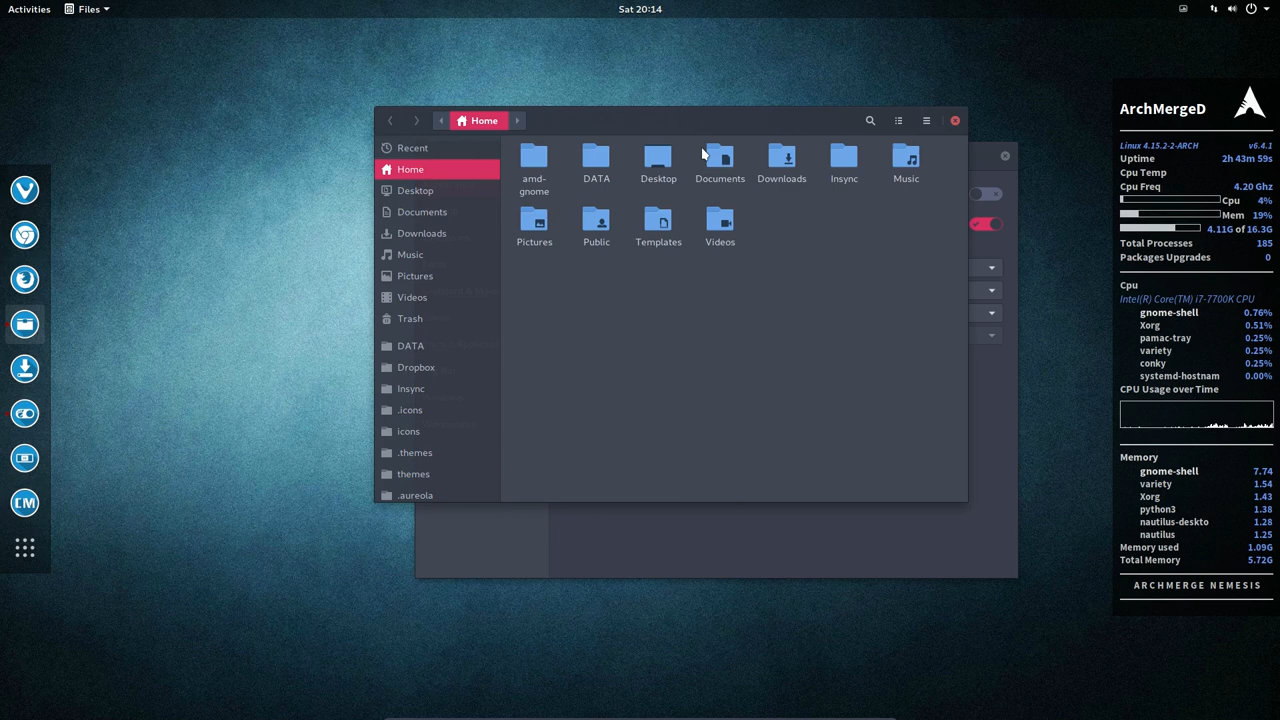 Activities
Files
Sat 20:14
Home
Recent
Home
Desktop
Documents
Downloads
Music
Pictures
Videos
Trash
DATA
Dropbox
Insync
.icons
icons
.themes
themes
.aureola
amd-
gnome
DATA
Desktop
Documents
Downloads
Insync
Music
Pictures
Public
Templates
Videos
CM
ArchMergeD
Linux 4.15.2-2-ARCH v6.4.1
Uptime 2h 43m 59s
Cpu Temp
Cpu Freq 4.20 Ghz
Cpu 4%
Mem 19%
4.11G of 16.3G
Total Processes 185
Packages Upgrades 0
Cpu
Intel(R) Core(TM) i7-7700K CPU
gnome-shell 0.76%
Xorg 0.51%
pamac-tray 0.25%
variety 0.25%
conky 0.25%
systemd-hostnam 0.00%
CPU Usage over Time
Memory
gnome-shell 7.74
variety 1.54
Xorg 1.43
python3 1.38
nautilus-deskto 1.28
nautilus 1.25
Memory used 1.09G
Total Memory 5.72G
ARCHMERGE NEMESIS